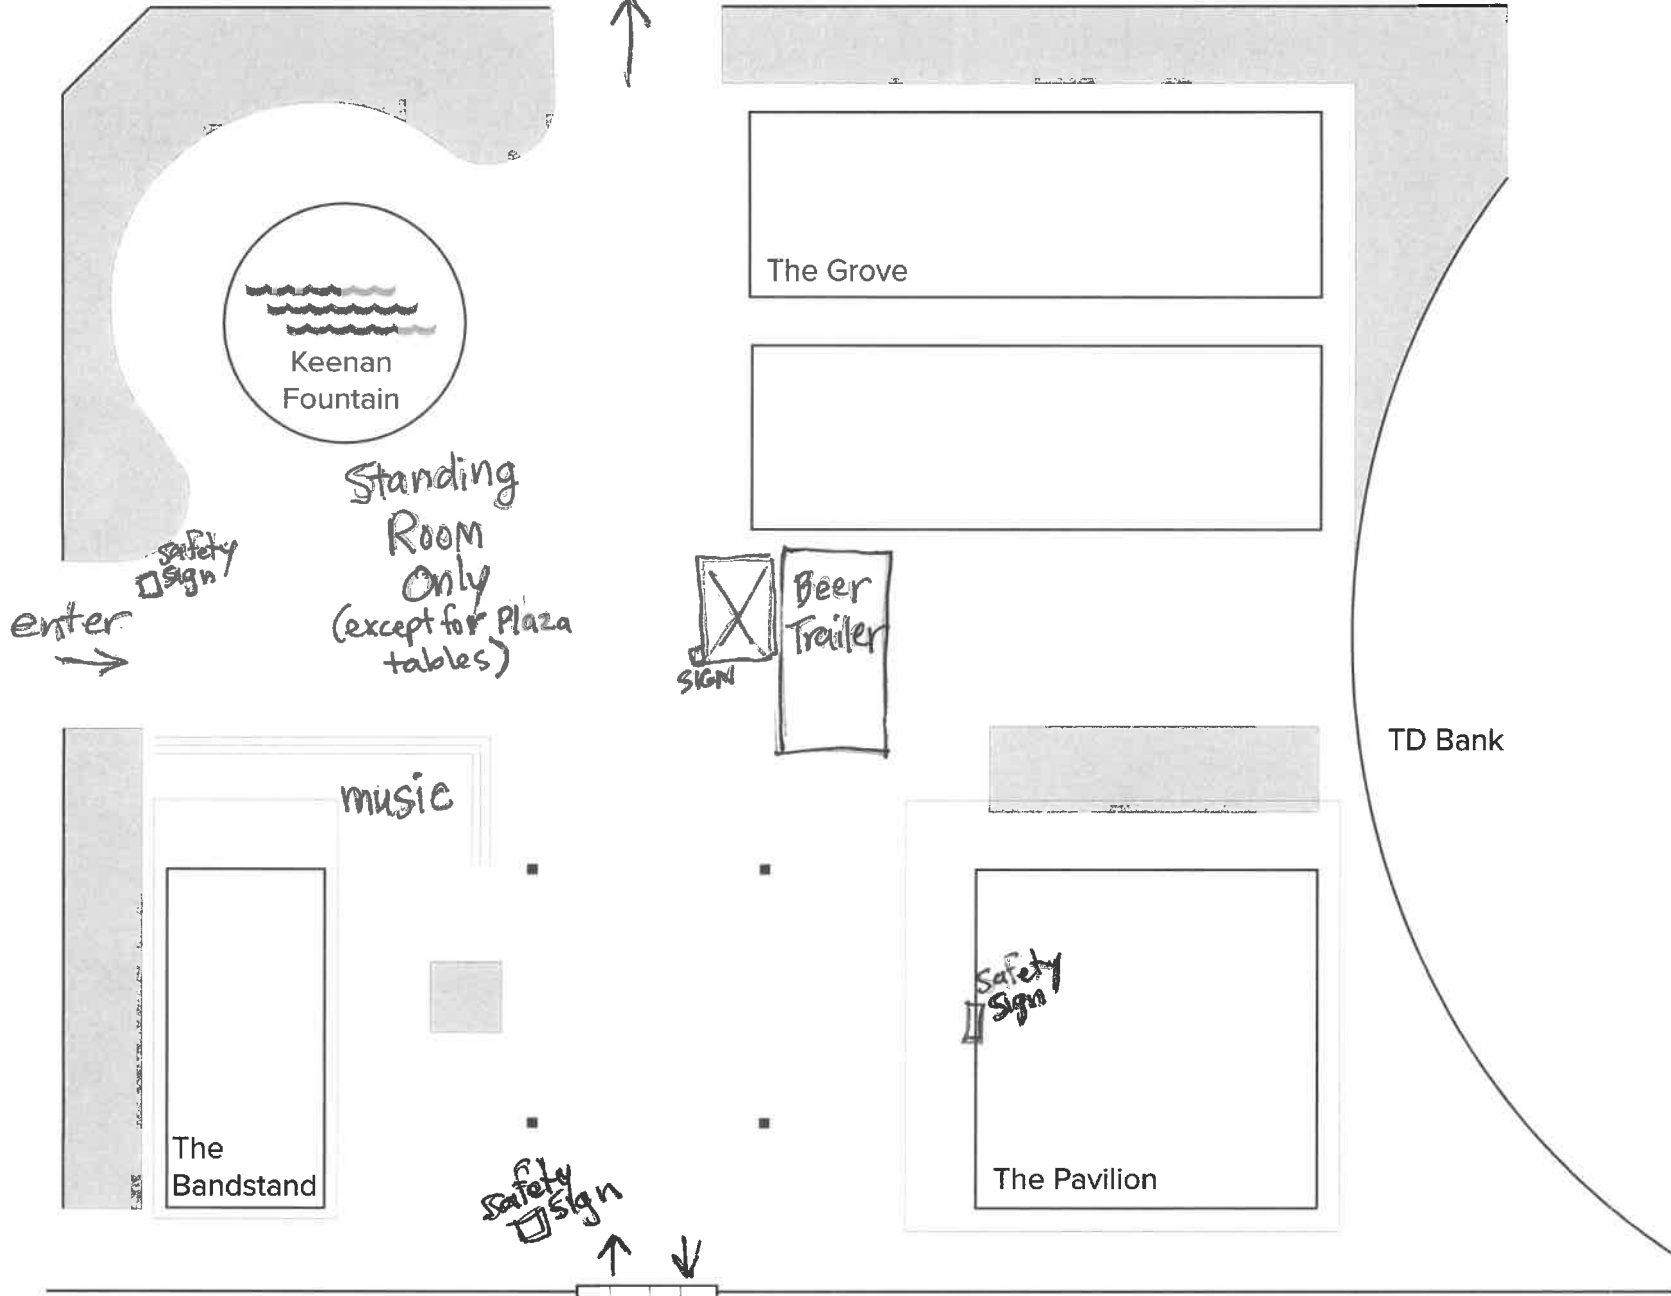 The Grove
Keenan
Fountain
Standing
Room
Only
(except for Plaza
tables)
safety
sign
enter
Beer
Trailer
SIGN
TD Bank
music
Safety
Sign
The
Bandstand
The Pavilion
Safety
Sign